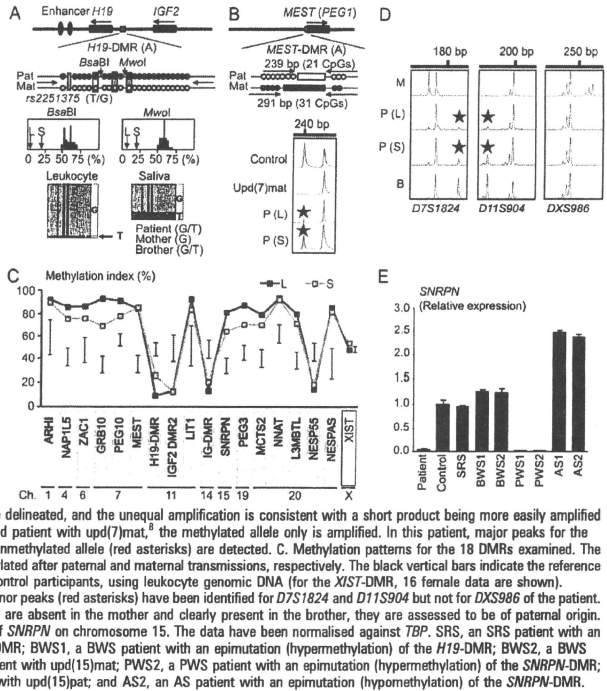 A
Enhancer H19 IGF2
H19-DMR (A)
BsaBI MwoI
Pat
Mat
rs2251375 (T/G)
BsaBI MwoI
L S L S
0 25 50 75 (%) 0 25 50 75 (%)
Leukocyte Saliva
G G
T T
Patient (G/T)
Mother (G)
Brother (G/T)
B
MEST (PEG1)
MEST-DMR (A)
239 bp (21 CpGs)
Pat
Mat
291 bp (31 CpGs)
240 bp
Control
Upd(7)mat
P (L)
P (S)
D
180 bp 200 bp 250 bp
M
P (L)
P (S)
B
D7S1824 D11S904 DXS986
C Methylation index (%)
L S
100
80
60
40
20
0
ARHI NAP1L5 ZAC1 GRB10 PEG10 MEST H19-DMR IGF2 DMR2 LIT1 IG-DMR SNRPN PEG3 MCTS2 NNAT L3MBTL NESP55 NESPAS XIST
Ch. 1 4 6 7 11 14 15 19 20 X
E
SNRPN
(Relative expression)
3.0
2.5
2.0
1.5
1.0
0.5
0.0
Patient Control SRS BWS1 BWS2 PWS1 PWS2 AS1 AS2
e delineated, and the unequal amplification is consistent with a short product being more easily amplified
d patient with upd(7)mat,8 the methylated allele only is amplified. In this patient, major peaks for the
nmethylated allele (red asterisks) are detected. C. Methylation patterns for the 18 DMRs examined. The
lated after paternal and maternal transmissions, respectively. The black vertical bars indicate the reference
ontrol participants, using leukocyte genomic DNA (for the XIST-DMR, 16 female data are shown).
nor peaks (red asterisks) have been identified for D7S1824 and D11S904 but not for DXS986 of the patient.
are absent in the mother and clearly present in the brother, they are assessed to be of paternal origin.
f SNRPN on chromosome 15. The data have been normalised against TBP. SRS, an SRS patient with an
DMR; BWS1, a BWS patient with an epimutation (hypermethylation) of the H19-DMR; BWS2, a BWS
ent with upd(15)mat; PWS2, a PWS patient with an epimutation (hypermethylation) of the SNRPN-DMR;
with upd(15)pat; and AS2, an AS patient with an epimutation (hypomethylation) of the SNRPN-DMR.